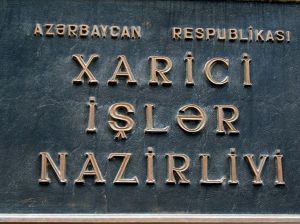 AZƏRBAYCAN RESPUBLİKASI
XARİCİ
İŞLƏR
NAZİRLİYİ